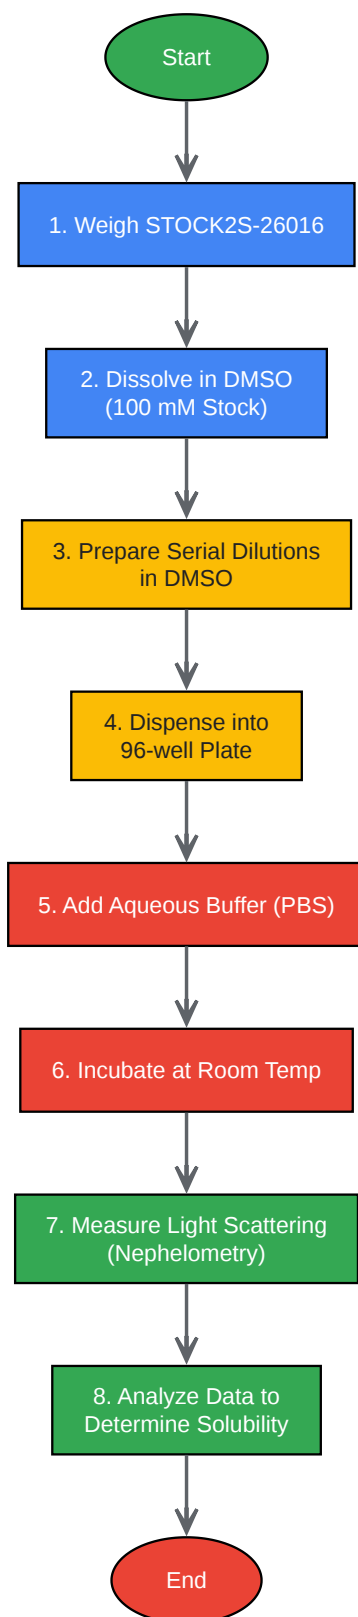 Start
1. Weigh STOCK2S-26016
2. Dissolve in DMSO
(100 mM Stock)
3. Prepare Serial Dilutions
in DMSO
4. Dispense into
96-well Plate
5. Add Aqueous Buffer (PBS)
6. Incubate at Room Temp
7. Measure Light Scattering
(Nephelometry)
8. Analyze Data to
Determine Solubility
End